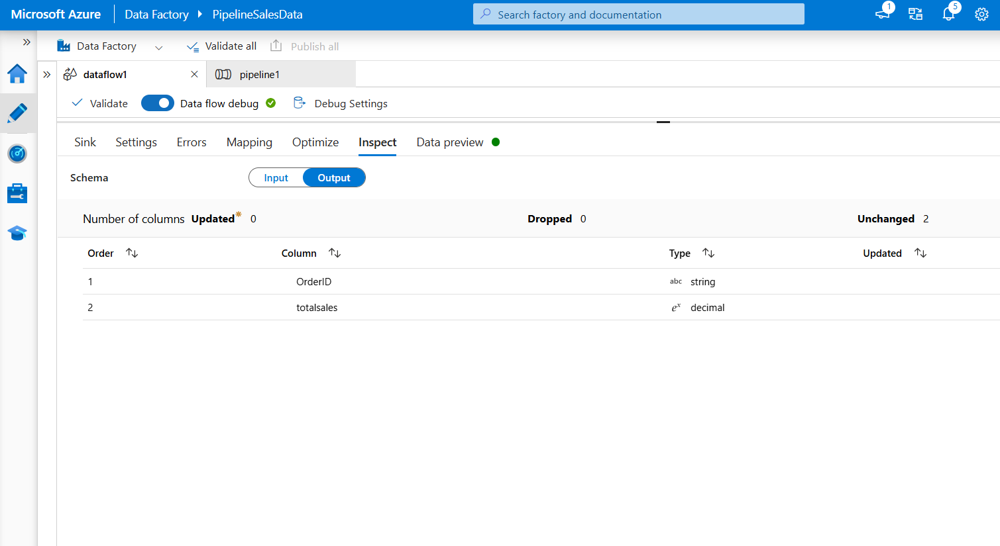 Microsoft Azure Data Factory PipelineSalesData Search factory and documentation 1 5
Data Factory Validate all Publish all
dataflow1 pipeline1
Validate Data flow debug Debug Settings
Sink Settings Errors Mapping Optimize Inspect Data preview
Schema Input Output
Number of columns Updated* 0 Dropped 0 Unchanged 2
Order Column Type Updated
1 OrderID abc string
2 totalsales eˣ decimal